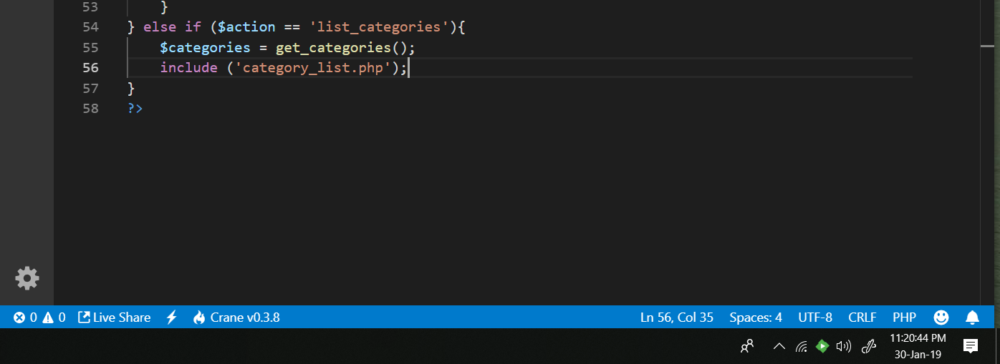 53 }
54 } else if ($action == 'list_categories'){
55 $categories = get_categories();
56 include ('category_list.php');
57 }
58 ?>
0 0 Live Share Crane v0.3.8 Ln 56, Col 35 Spaces: 4 UTF-8 CRLF PHP
11:20:44 PM
30-Jan-19